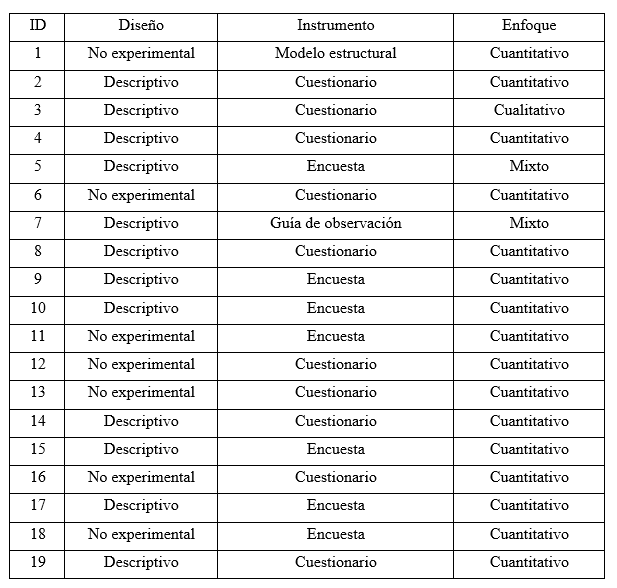 ID Diseño Instrumento Enfoque
1 No experimental Modelo estructural Cuantitativo
2 Descriptivo Cuestionario Cuantitativo
3 Descriptivo Cuestionario Cualitativo
4 Descriptivo Cuestionario Cuantitativo
5 Descriptivo Encuesta Mixto
6 No experimental Cuestionario Cuantitativo
7 Descriptivo Guía de observación Mixto
8 Descriptivo Cuestionario Cuantitativo
9 Descriptivo Encuesta Cuantitativo
10 Descriptivo Encuesta Cuantitativo
11 No experimental Encuesta Cuantitativo
12 No experimental Cuestionario Cuantitativo
13 No experimental Cuestionario Cuantitativo
14 Descriptivo Cuestionario Cuantitativo
15 Descriptivo Encuesta Cuantitativo
16 No experimental Cuestionario Cuantitativo
17 Descriptivo Encuesta Cuantitativo
18 No experimental Encuesta Cuantitativo
19 Descriptivo Cuestionario Cuantitativo